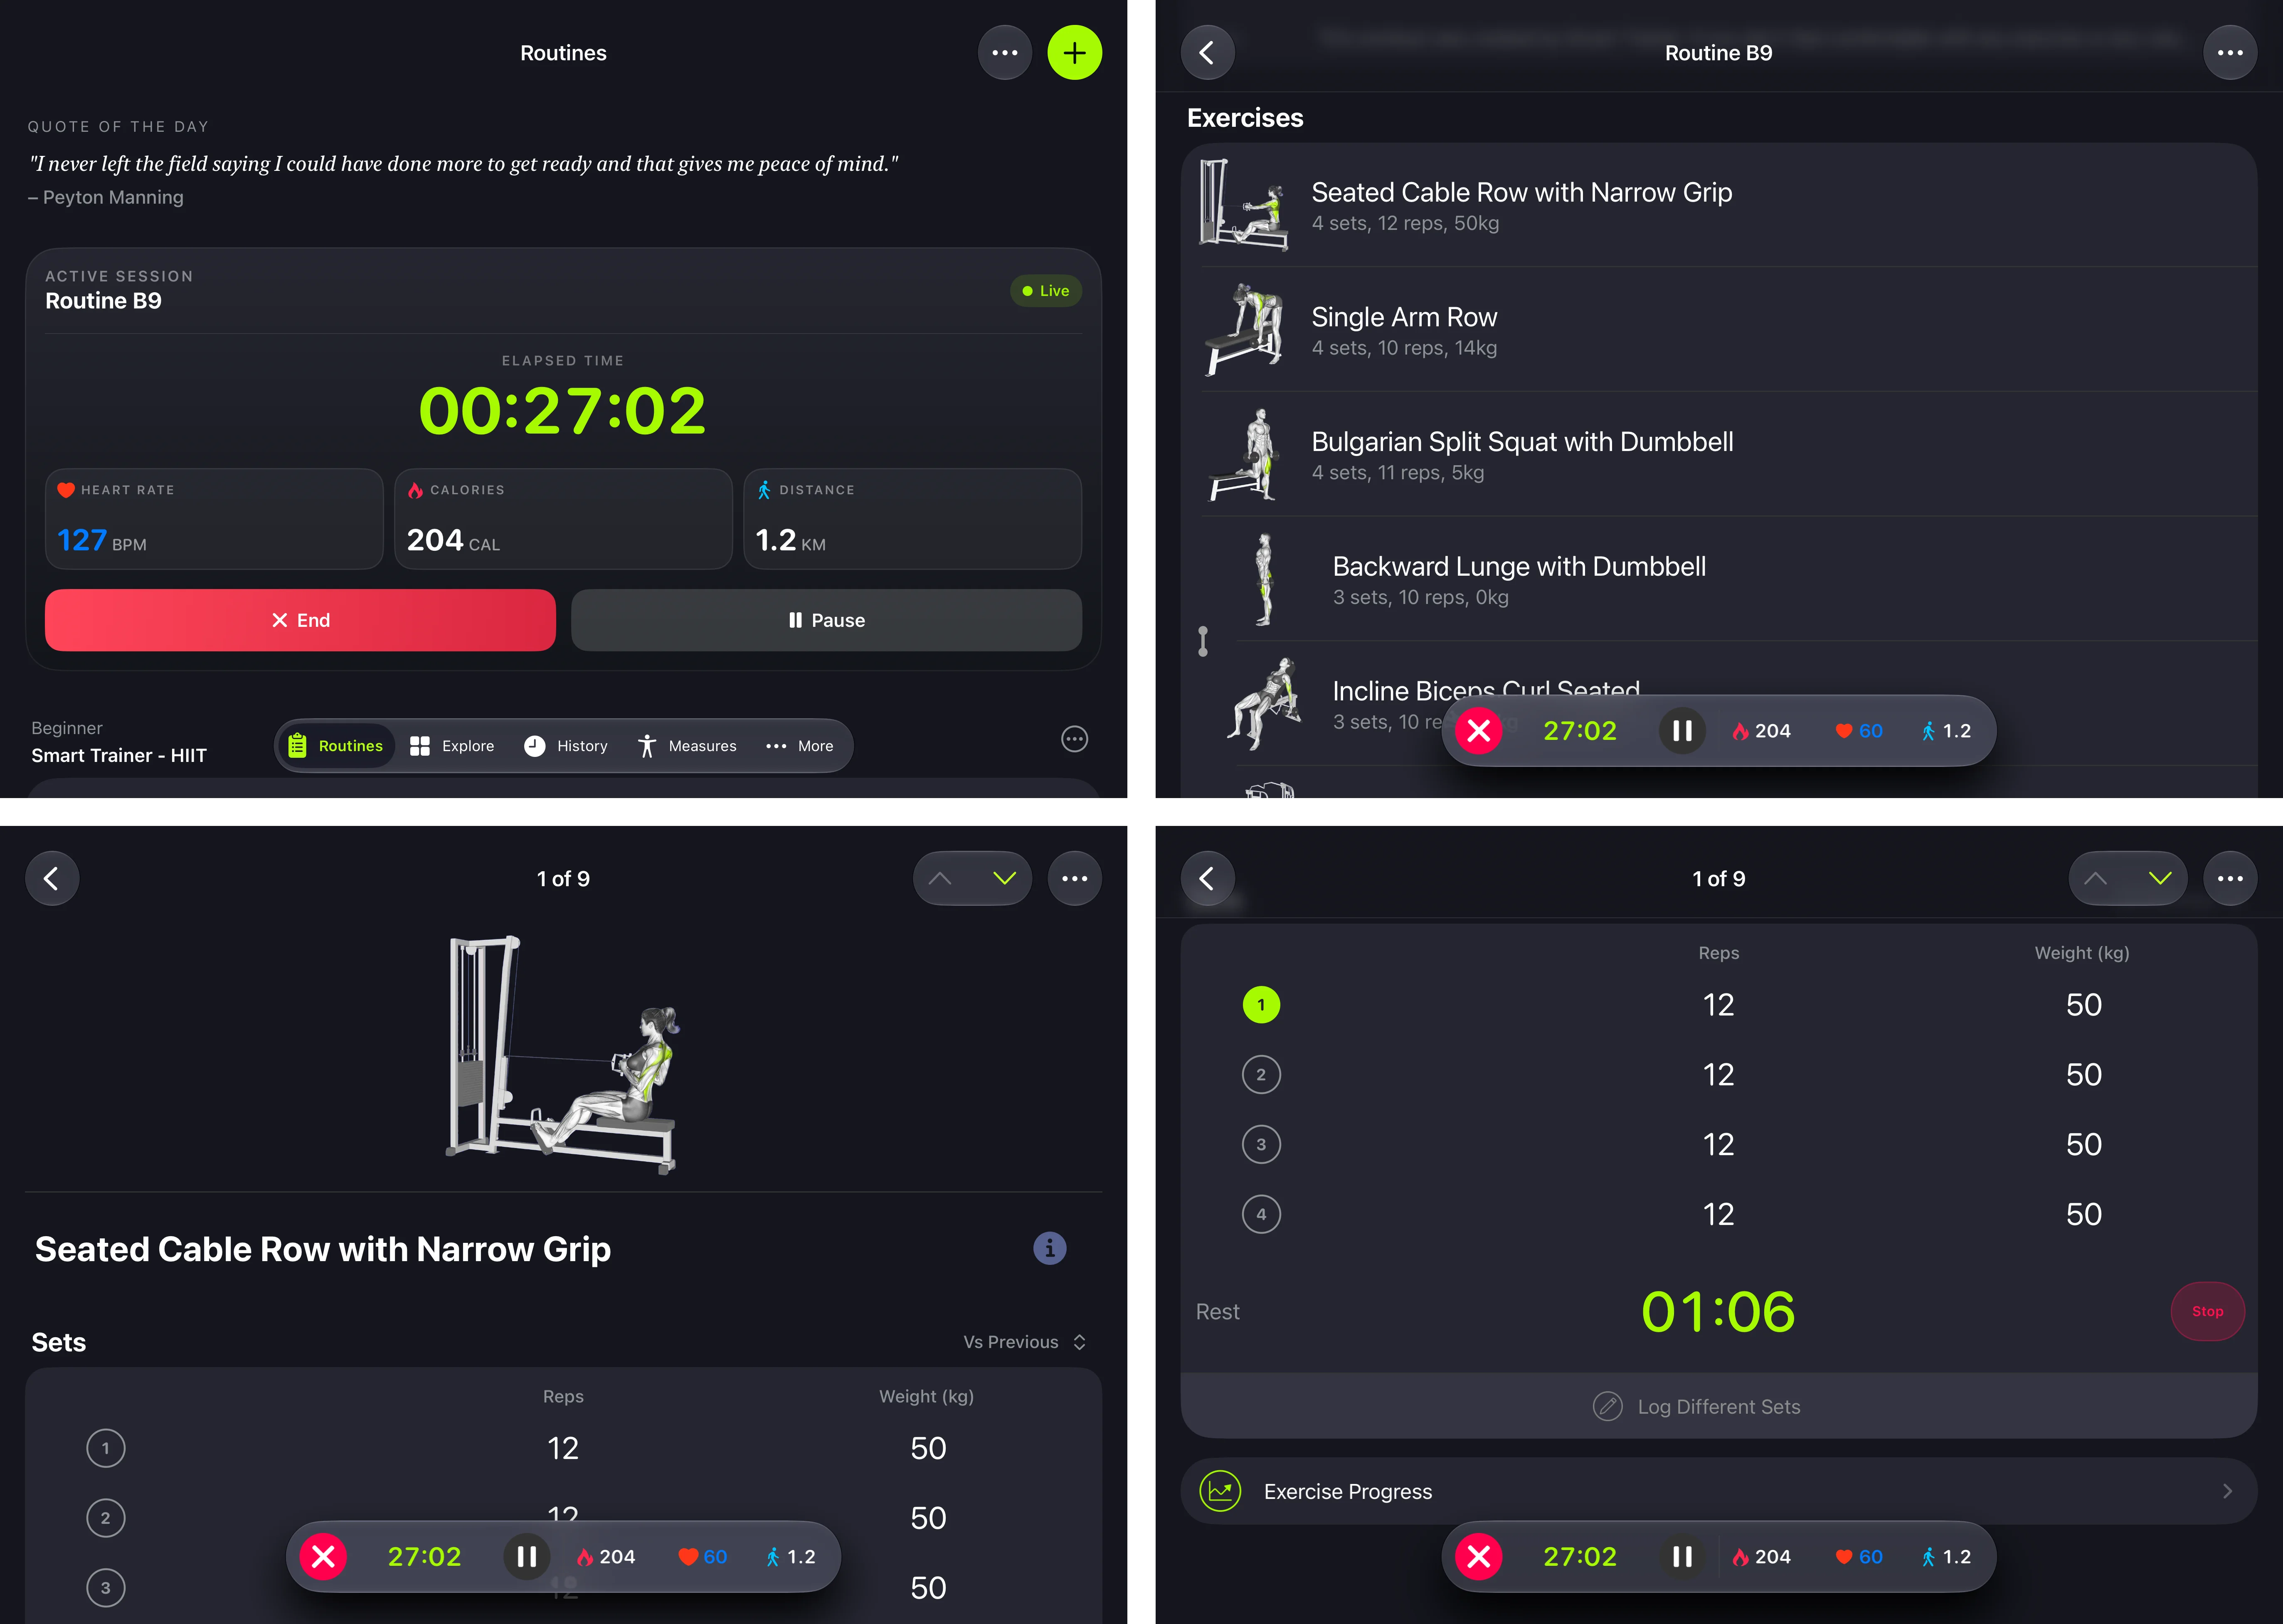 Routines
QUOTE OF THE DAY
"I never left the field saying I could have done more to get ready and that gives me peace of mind."
– Peyton Manning
ACTIVE SESSION
Routine B9
Live
ELAPSED TIME
00:27:02
HEART RATE
127 BPM
CALORIES
204 CAL
DISTANCE
1.2 KM
End
Pause
Beginner
Smart Trainer - HIIT
Routines
Explore
History
Measures
More
Routine B9
Exercises
Seated Cable Row with Narrow Grip
4 sets, 12 reps, 50kg
Single Arm Row
4 sets, 10 reps, 14kg
Bulgarian Split Squat with Dumbbell
4 sets, 11 reps, 5kg
Backward Lunge with Dumbbell
3 sets, 10 reps, 0kg
Incline Biceps Curl Seated
3 sets, 10
27:02
204
60
1.2
1 of 9
Seated Cable Row with Narrow Grip
Sets
Vs Previous
Reps Weight (kg)
1 12 50
2 12 50
3 12 50
27:02
204
60
1.2
1 of 9
Reps Weight (kg)
1 12 50
2 12 50
3 12 50
4 12 50
Rest
01:06
Stop
Log Different Sets
Exercise Progress
27:02
204
60
1.2